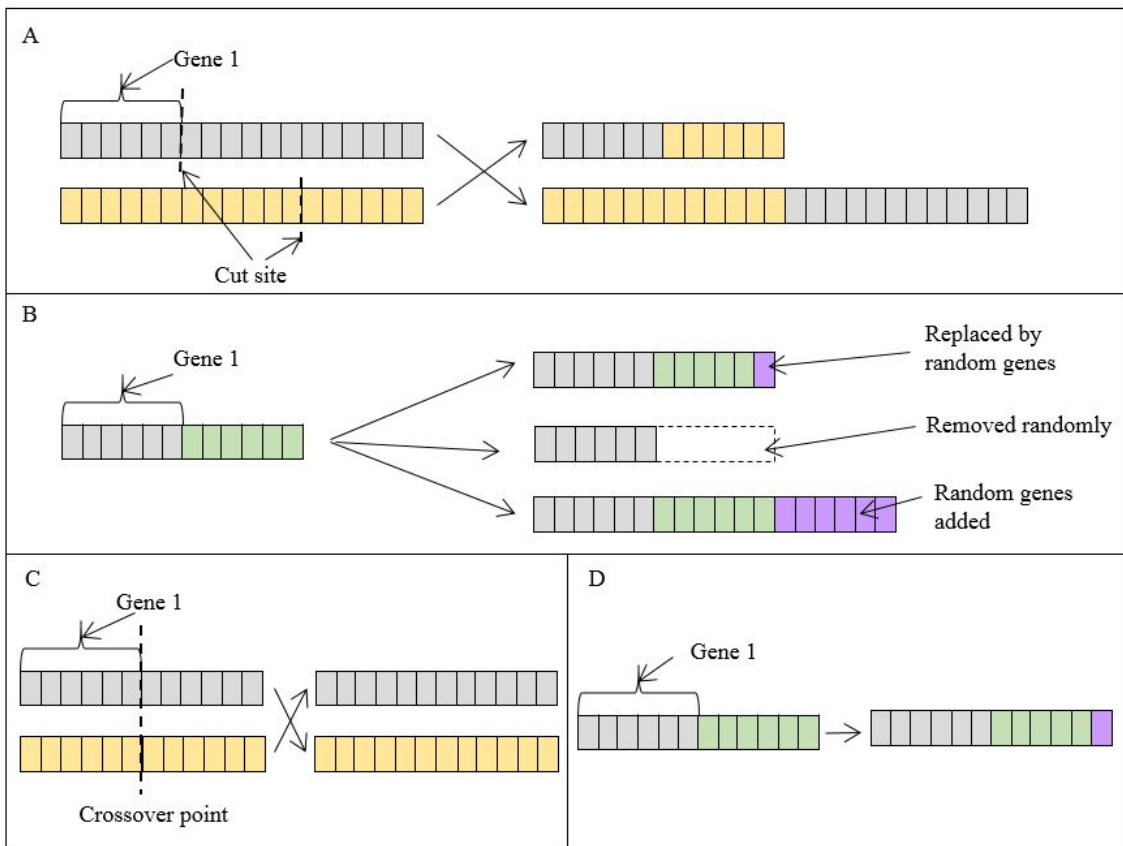 A
Gene 1
Cut site
B
Gene 1
Replaced by
random genes
Removed randomly
Random genes
added
C
Gene 1
Crossover point
D
Gene 1